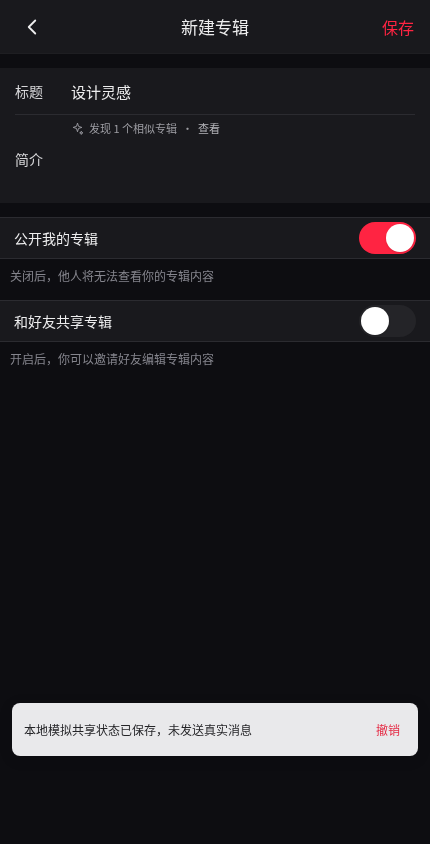 新建专辑
保存
标题 设计灵感
发现 1 个相似专辑 · 查看
简介
公开我的专辑
关闭后，他人将无法查看你的专辑内容
和好友共享专辑
开启后，你可以邀请好友编辑专辑内容
本地模拟共享状态已保存，未发送真实消息 撤销